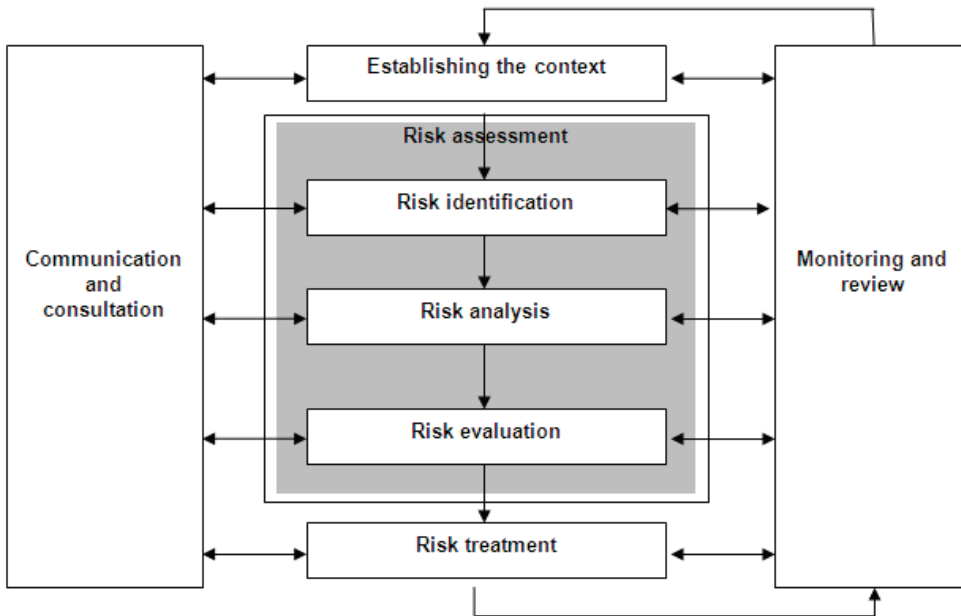 Establishing the context
Risk assessment
Risk identification
Communication
and
consultation
Monitoring and
review
Risk analysis
Risk evaluation
Risk treatment